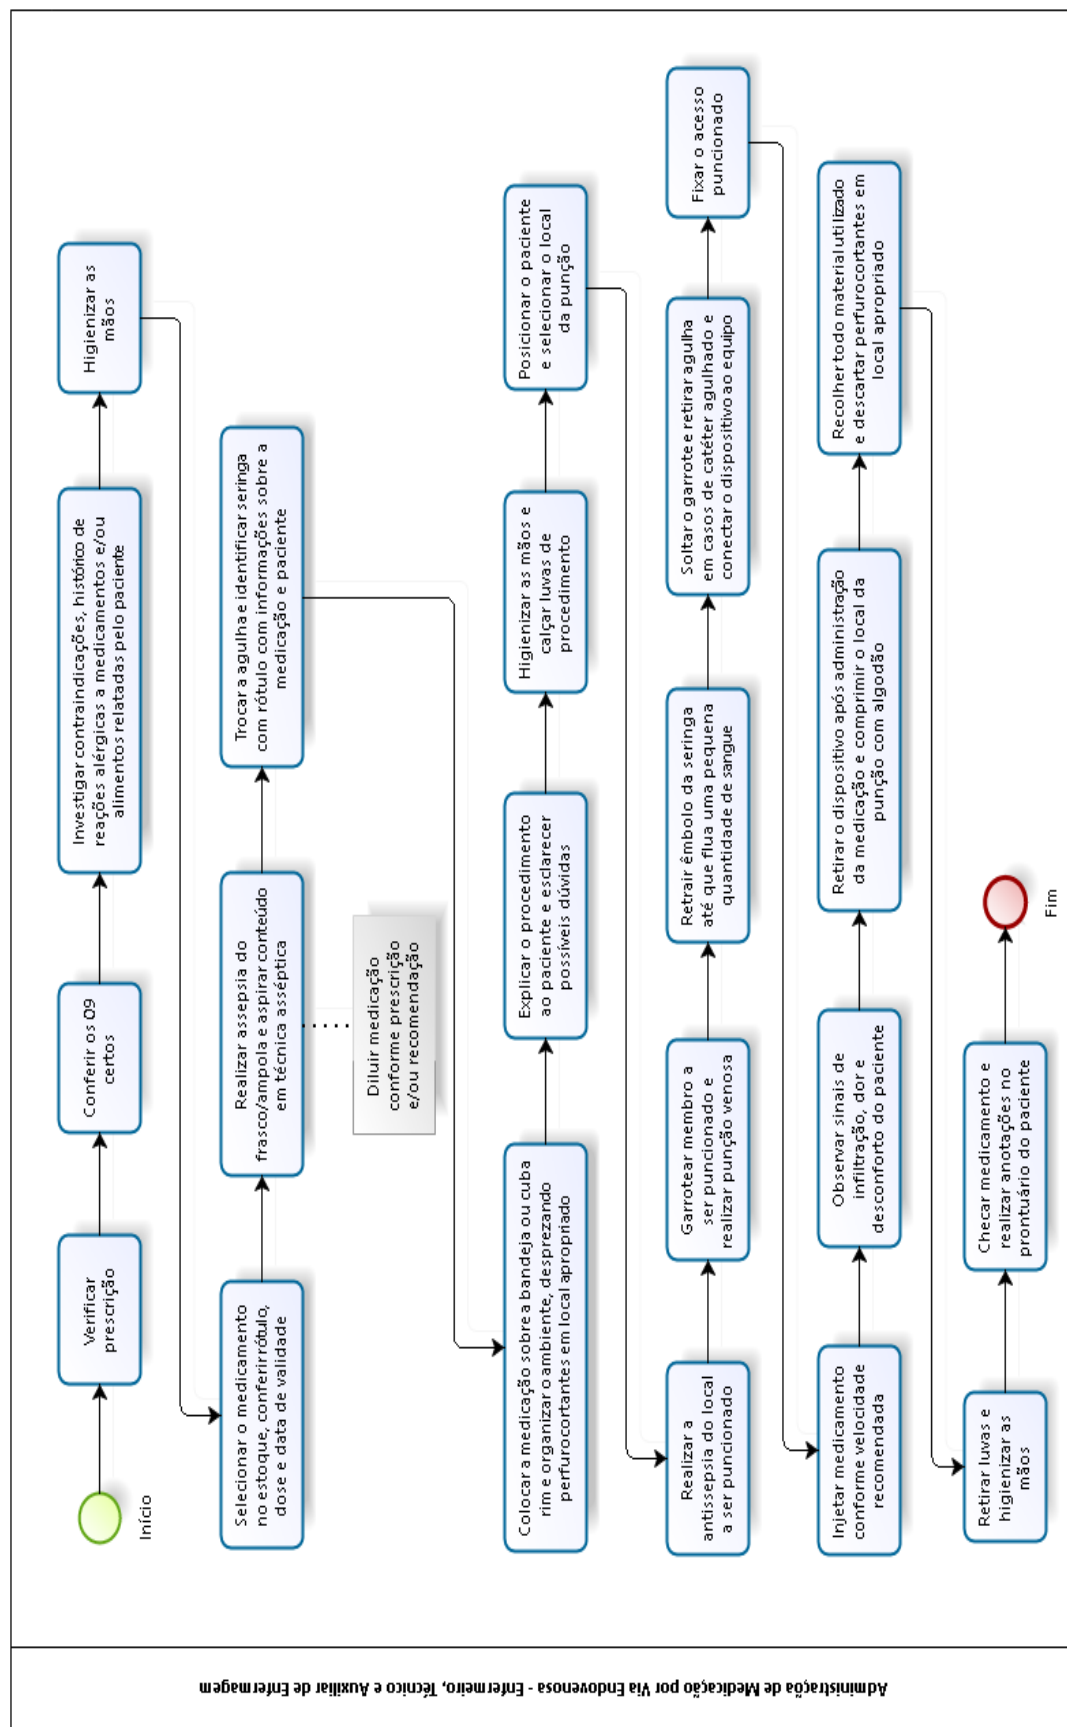 Administração de Medicação por Via Endovenosa - Enfermeiro, Técnico e Auxiliar de Enfermagem
Início
Verificar
prescrição
Conferir os 09
certos
Investigar contraindicações, histórico de
reações alérgicas a medicamentos e/ou
alimentos relatadas pelo paciente
Higienizar as
mãos
Selecionar o medicamento
no estoque, conferir rótulo,
dose e data de validade
Realizar assepsia do
frasco/ampola e aspirar conteúdo
em técnica asséptica
Diluir medicação
conforme prescrição
e/ou recomendação
Trocar a agulha e identificar seringa
com rótulo com informações sobre a
medicação e paciente
Colocar a medicação sobre a bandeja ou cuba
rim e organizar o ambiente, desprezando
perfurocortantes em local apropriado
Explicar o procedimento
ao paciente e esclarecer
possíveis dúvidas
Higienizar as mãos e
calçar luvas de
procedimento
Posicionar o paciente
e selecionar o local
da punção
Realizar a
antissepsia do local
a ser puncionado
Garrotear membro a
ser puncionado e
realizar punção venosa
Retrair êmbolo da seringa
até que flua uma pequena
quantidade de sangue
Soltar o garrote e retirar agulha
em casos de catéter agulhado e
conectar o dispositivo ao equipo
Fixar o acesso
puncionado
Injetar medicamento
conforme velocidade
recomendada
Observar sinais de
infiltração, dor e
desconforto do paciente
Retirar o dispositivo após administração
da medicação e comprimir o local da
punção com algodão
Recolher todo material utilizado
e descartar perfurocortantes em
local apropriado
Retirar luvas e
higienizar as
mãos
Checar medicamento e
realizar anotações no
prontuário do paciente
Fim